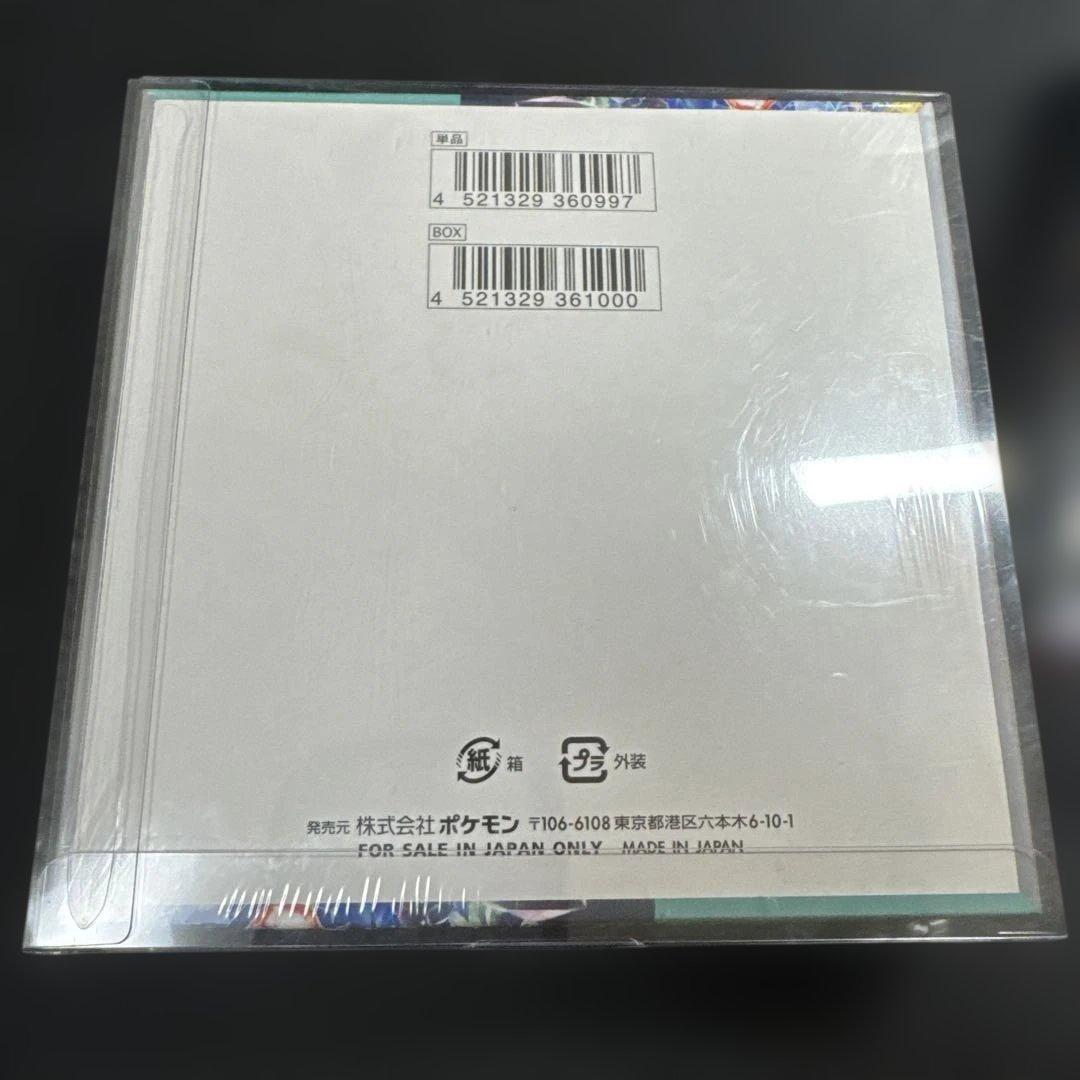 単品
4 521329 360997
BOX
4 521329 361000
紙 箱 プラ 外装
発売元 株式会社 ポケモン 〒106-6108 東京都港区六本木6-10-1
FOR SALE IN JAPAN ONLY MADE IN JAPAN